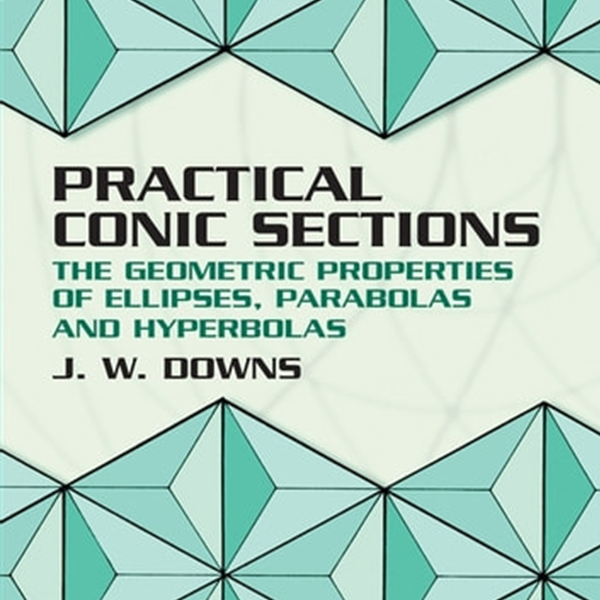 PRACTICAL
CONIC SECTIONS
THE GEOMETRIC PROPERTIES
OF ELLIPSES, PARABOLAS
AND HYPERBOLAS
J. W. DOWNS